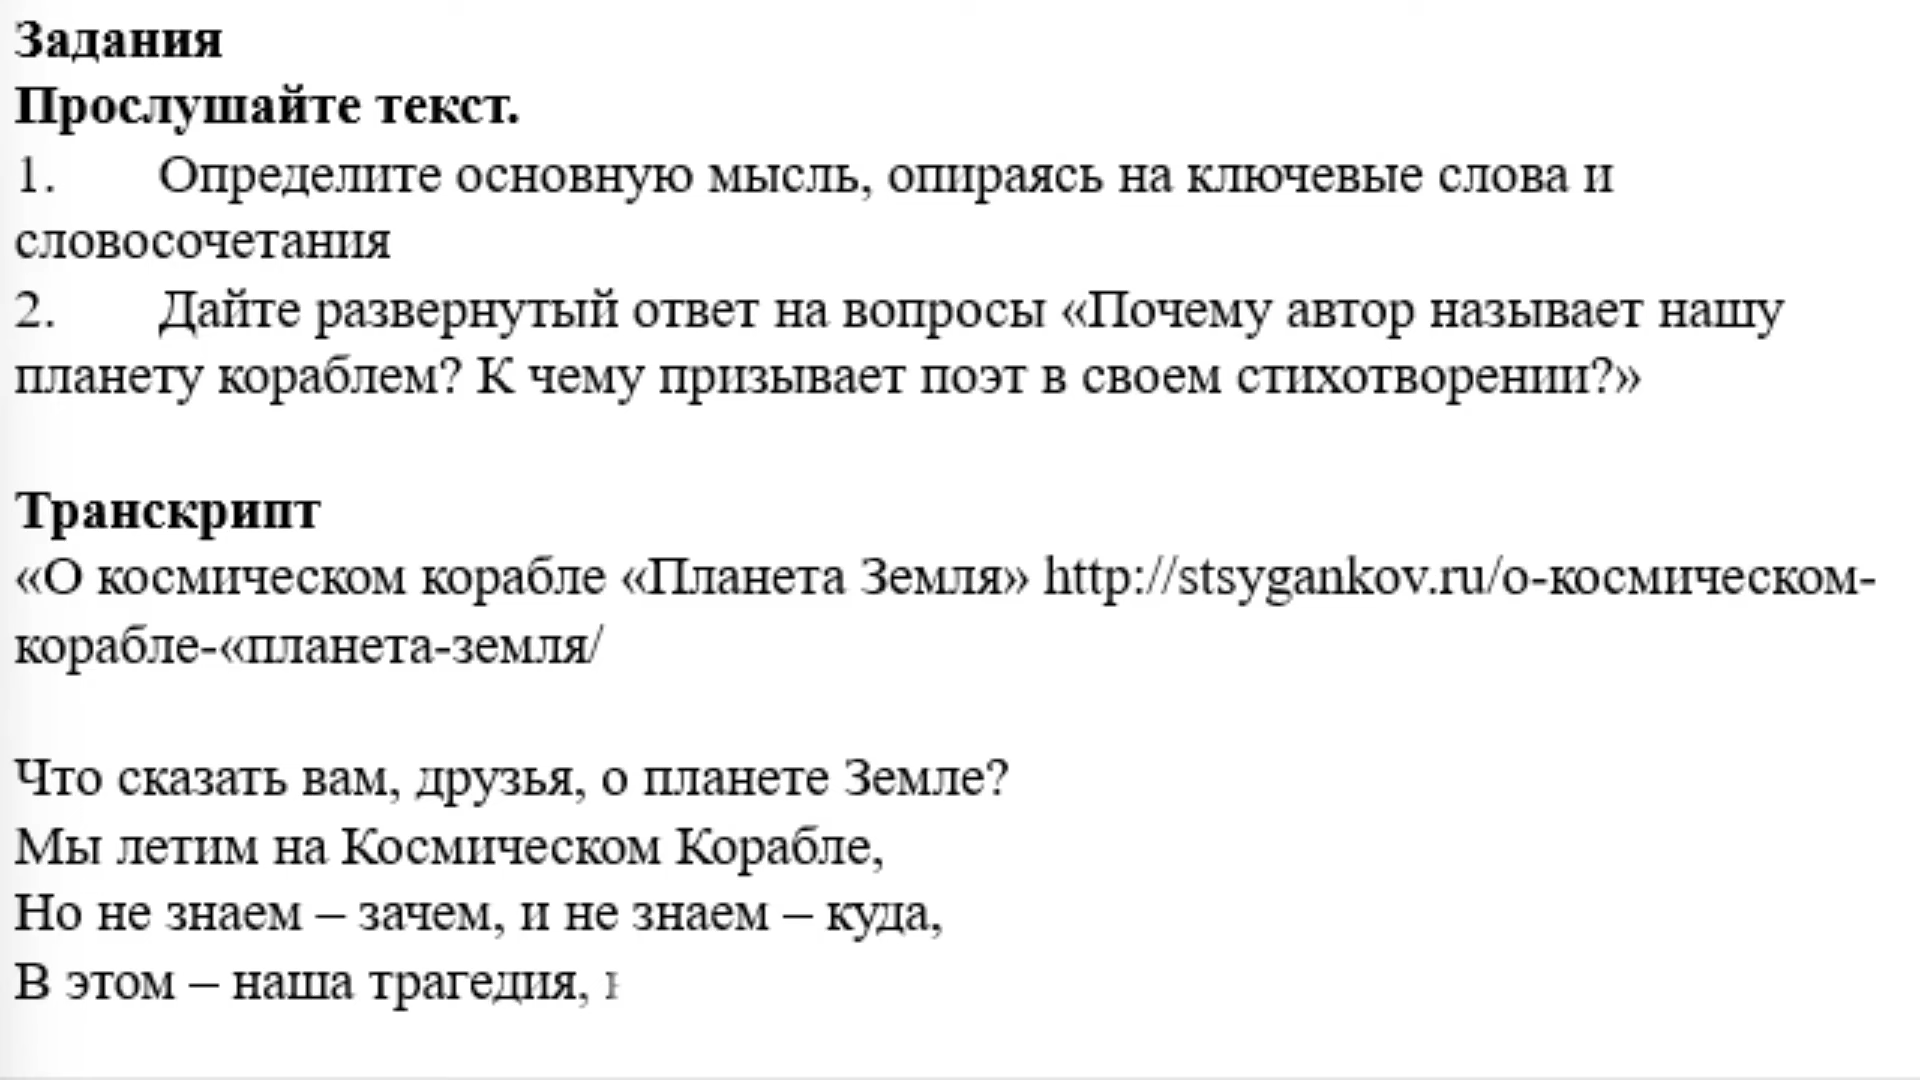 Задания
Прослушайте текст.
1. Определите основную мысль, опираясь на ключевые слова и
словосочетания
2. Дайте развернутый ответ на вопросы «Почему автор называет нашу
планету кораблем? К чему призывает поэт в своем стихотворении?»
Транскрипт
«О космическом корабле «Планета Земля» http://stsygankov.ru/о-космическом-
корабле-«планета-земля/
Что сказать вам, друзья, о планете Земле?
Мы летим на Космическом Корабле,
Но не знаем – зачем, и не знаем – куда,
В этом – наша трагедия,